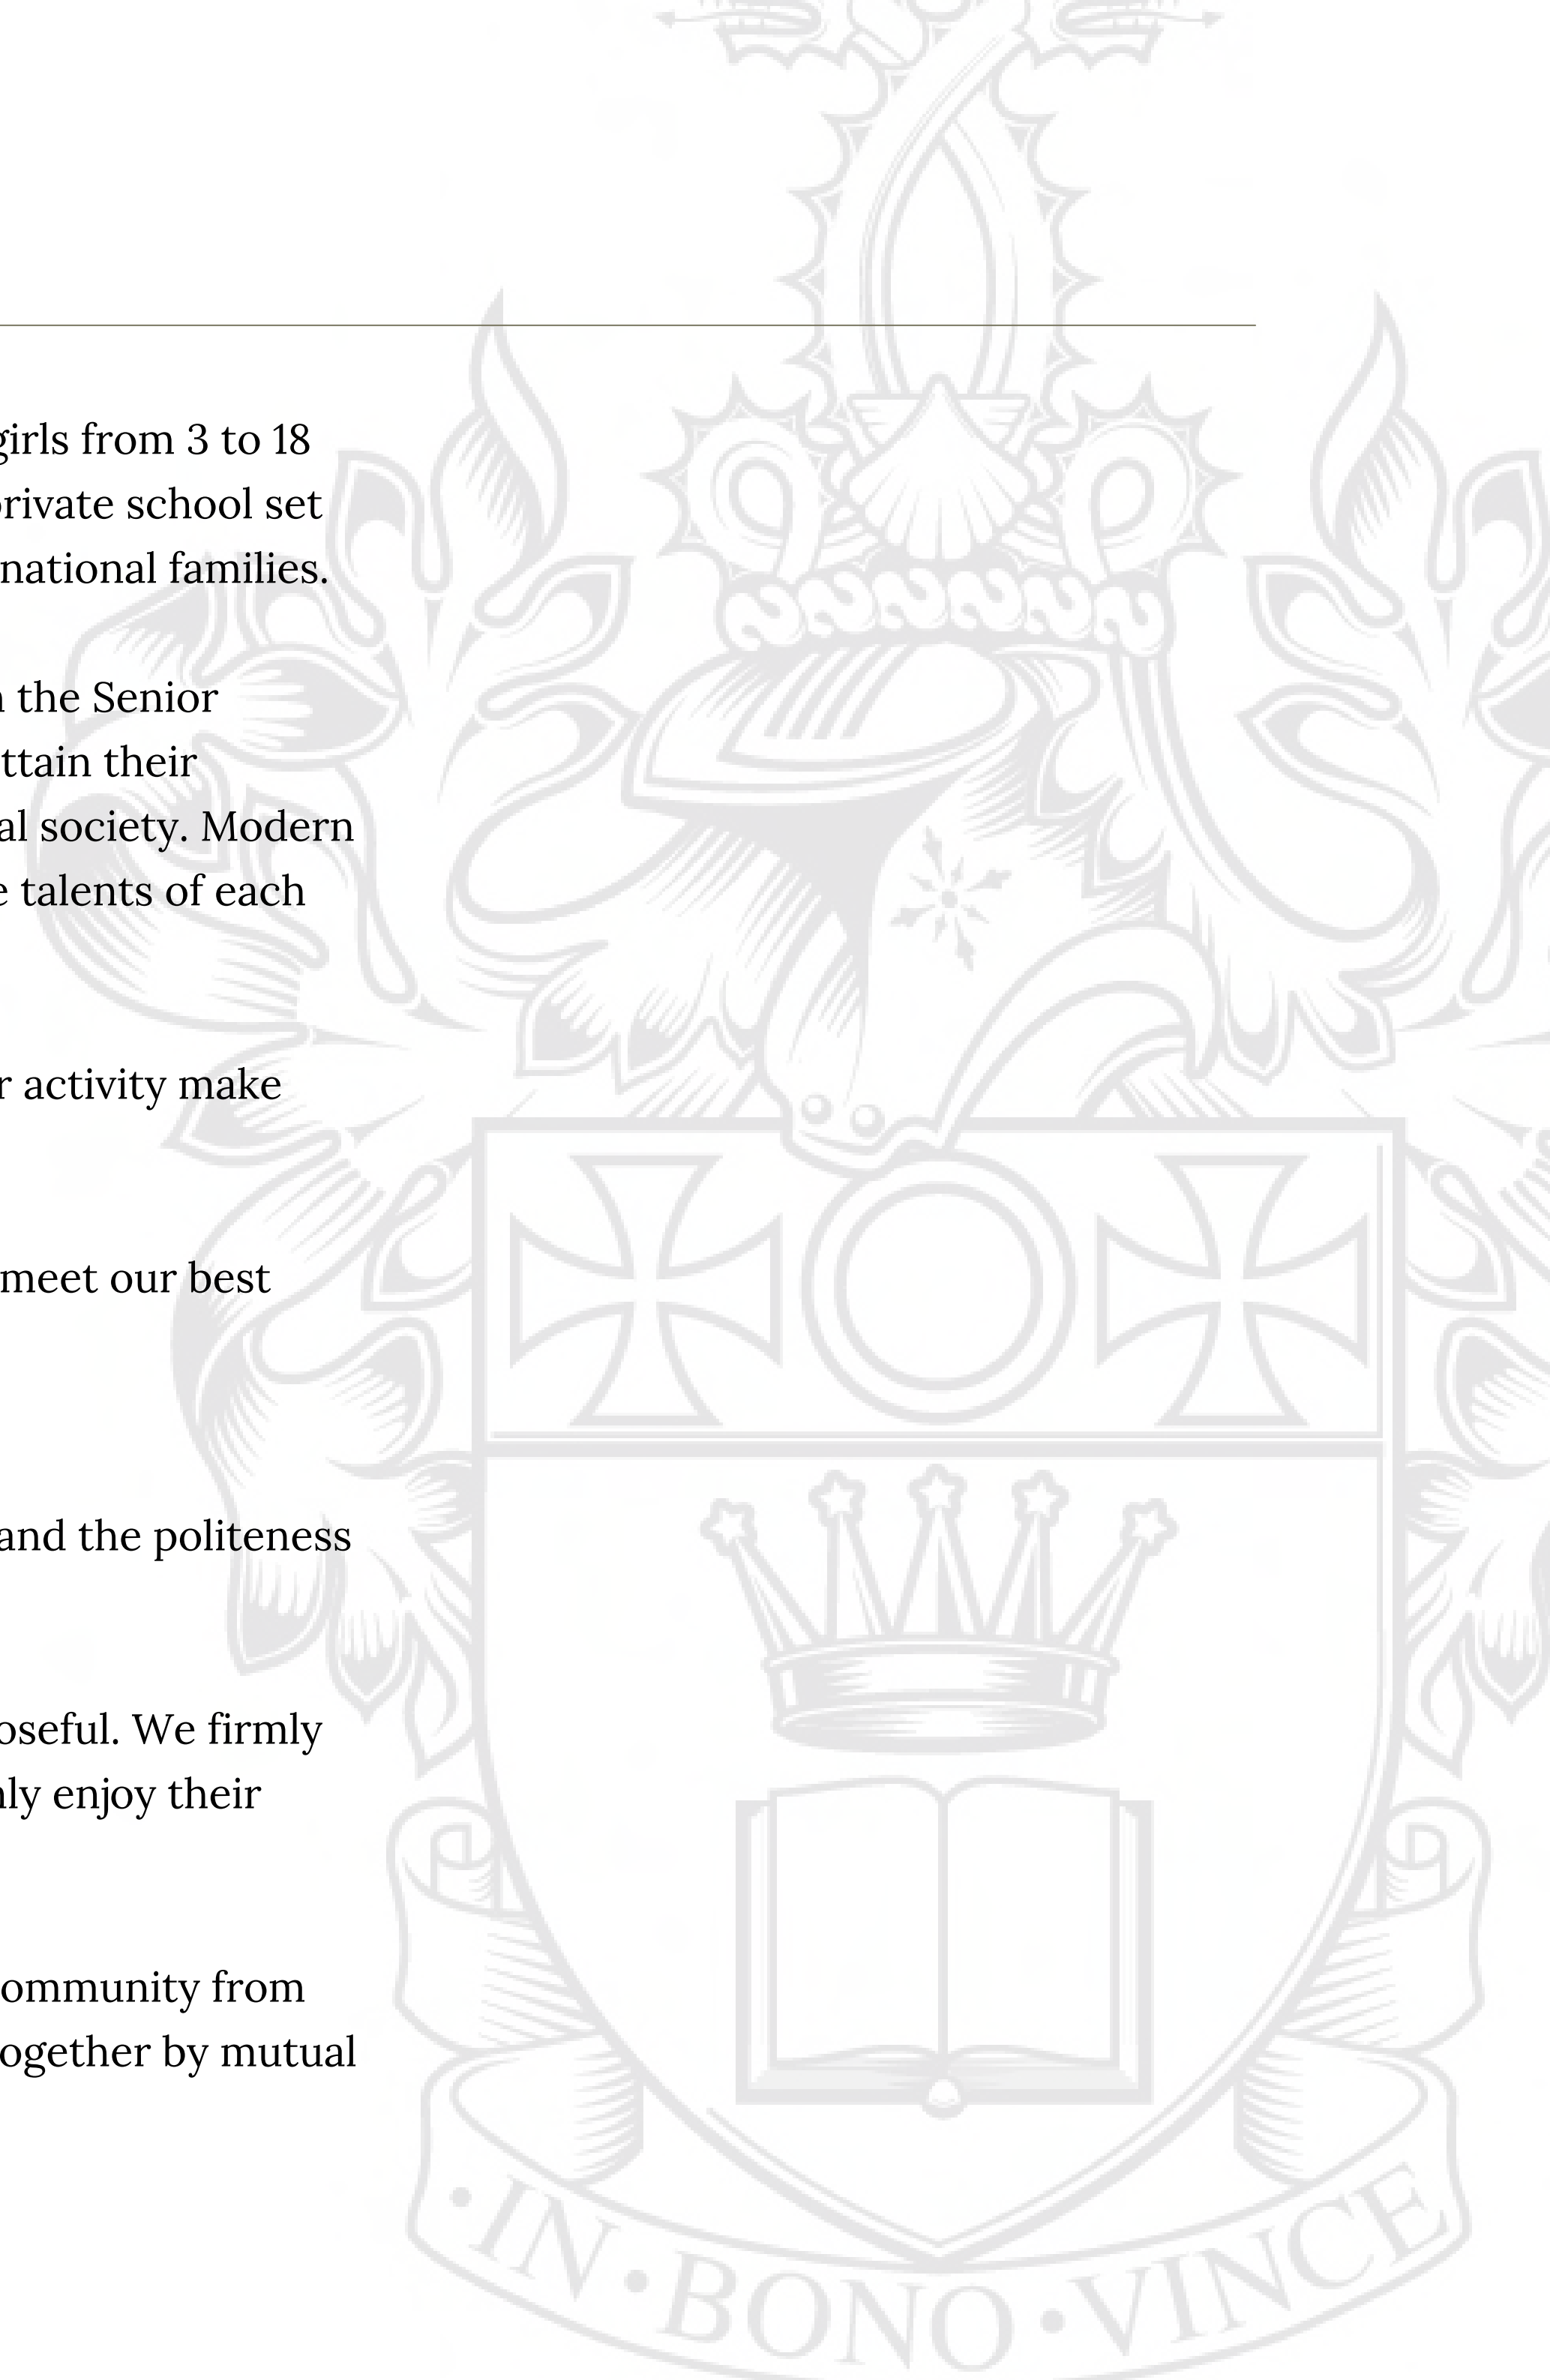 girls from 3 to 18
private school set
national families.
the Senior
ttain their
al society. Modern
talents of each
activity make
meet our best
and the politeness
oseful. We firmly
nly enjoy their
ommunity from
ogether by mutual
· IN · BONO · VINCE